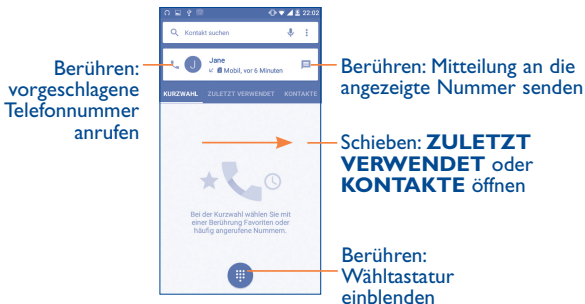 22:02
Kontakt suchen
J
Jane
Mobil, vor 6 Minuten
KURZWAHL ZULETZT VERWENDET KONTAKTE
Bei der Kurzwahl wählen Sie mit
einer Berührung Favoriten oder
häufig angerufene Nummern.
Berühren:
vorgeschlagene
Telefonnummer
anrufen
Berühren: Mitteilung an die
angezeigte Nummer senden
Schieben: ZULETZT
VERWENDET oder
KONTAKTE öffnen
Berühren:
Wähltastatur
einblenden